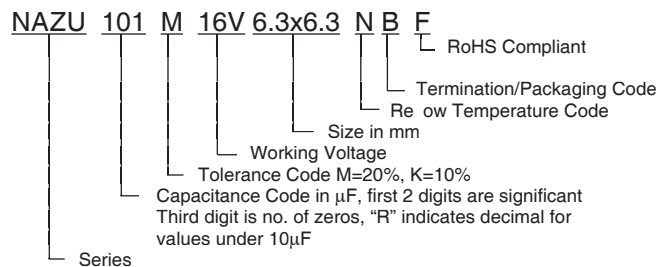 NAZU 101 M 16V 6.3x6.3 N B F
RoHS Compliant
Termination/Packaging Code
Re ow Temperature Code
Size in mm
Working Voltage
Tolerance Code M=20%, K=10%
Capacitance Code in μF, first 2 digits are significant
Third digit is no. of zeros, “R” indicates decimal for
values under 10μF
Series